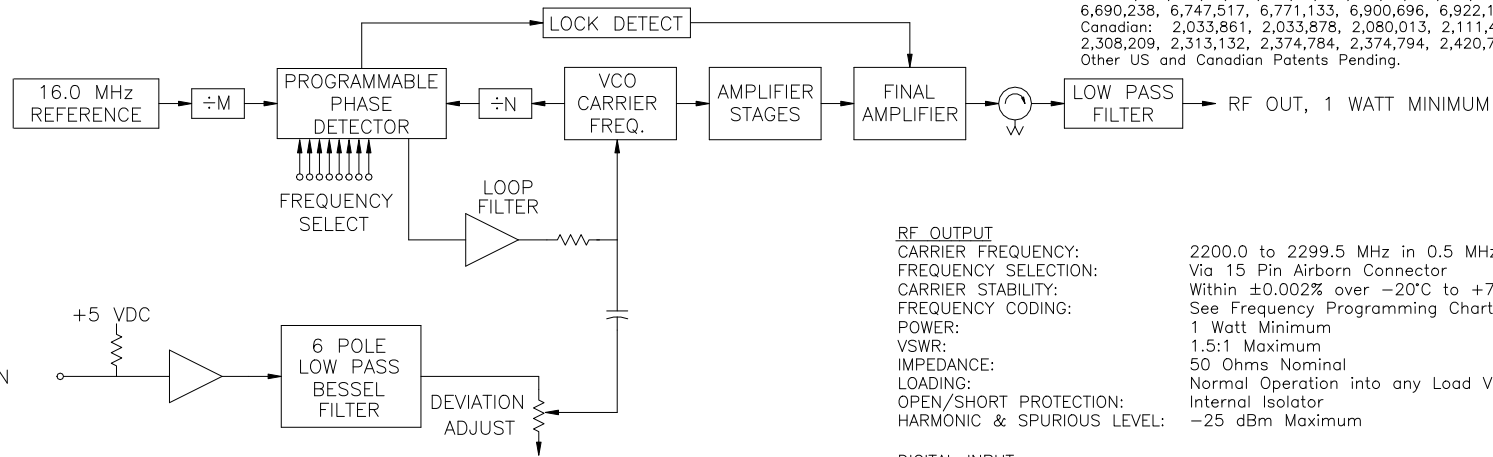 6,690,238, 6,747,517, 6,771,133, 6,900,696, 6,922,1
Canadian: 2,033,861, 2,033,878, 2,080,013, 2,111,4
2,308,209, 2,313,132, 2,374,784, 2,374,794, 2,420,7
Other US and Canadian Patents Pending.
LOCK DETECT
16.0 MHz
REFERENCE
÷M
PROGRAMMABLE
PHASE
DETECTOR
÷N
VCO
CARRIER
FREQ.
AMPLIFIER
STAGES
FINAL
AMPLIFIER
LOW PASS
FILTER
RF OUT, 1 WATT MINIMUM
FREQUENCY
SELECT
LOOP
FILTER
RF OUTPUT
CARRIER FREQUENCY: 2200.0 to 2299.5 MHz in 0.5 MHz
FREQUENCY SELECTION: Via 15 Pin Airborn Connector
CARRIER STABILITY: Within ±0.002% over −20°C to +7
FREQUENCY CODING: See Frequency Programming Chart
POWER: 1 Watt Minimum
VSWR: 1.5:1 Maximum
IMPEDANCE: 50 Ohms Nominal
LOADING: Normal Operation into any Load V
OPEN/SHORT PROTECTION: Internal Isolator
HARMONIC & SPURIOUS LEVEL: −25 dBm Maximum
+5 VDC
N
6 POLE
LOW PASS
BESSEL
FILTER
DEVIATION
ADJUST